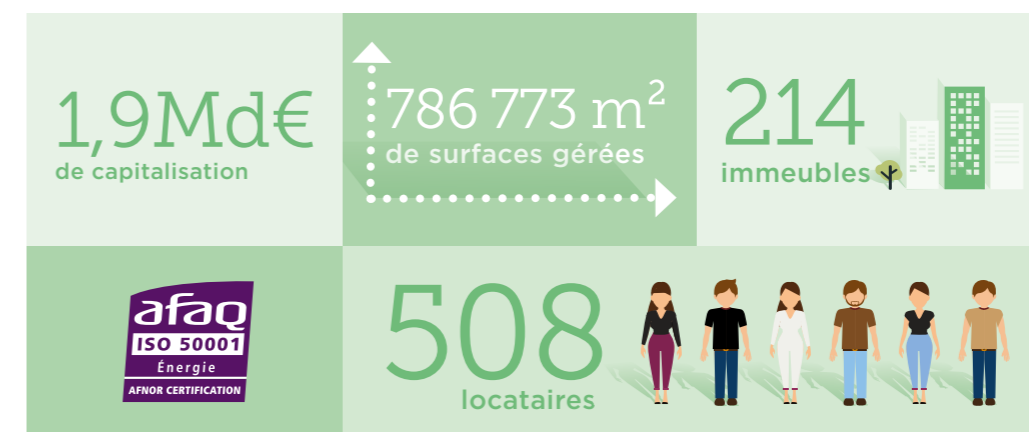 1,9Md€
de capitalisation
786 773 m²
de surfaces gérées
214
immeubles
afaq
ISO 50001
Énergie
AFNOR CERTIFICATION
508
locataires